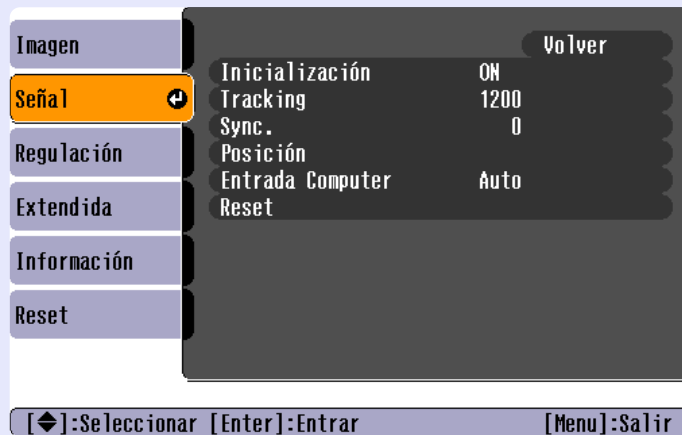 Imagen
Señal
Regulación
Extendida
Información
Reset
Volver
Inicialización ON
Tracking 1200
Sync. 0
Posición
Entrada Computer Auto
Reset
[◆]:Seleccionar [Enter]:Entrar [Menu]:Salir